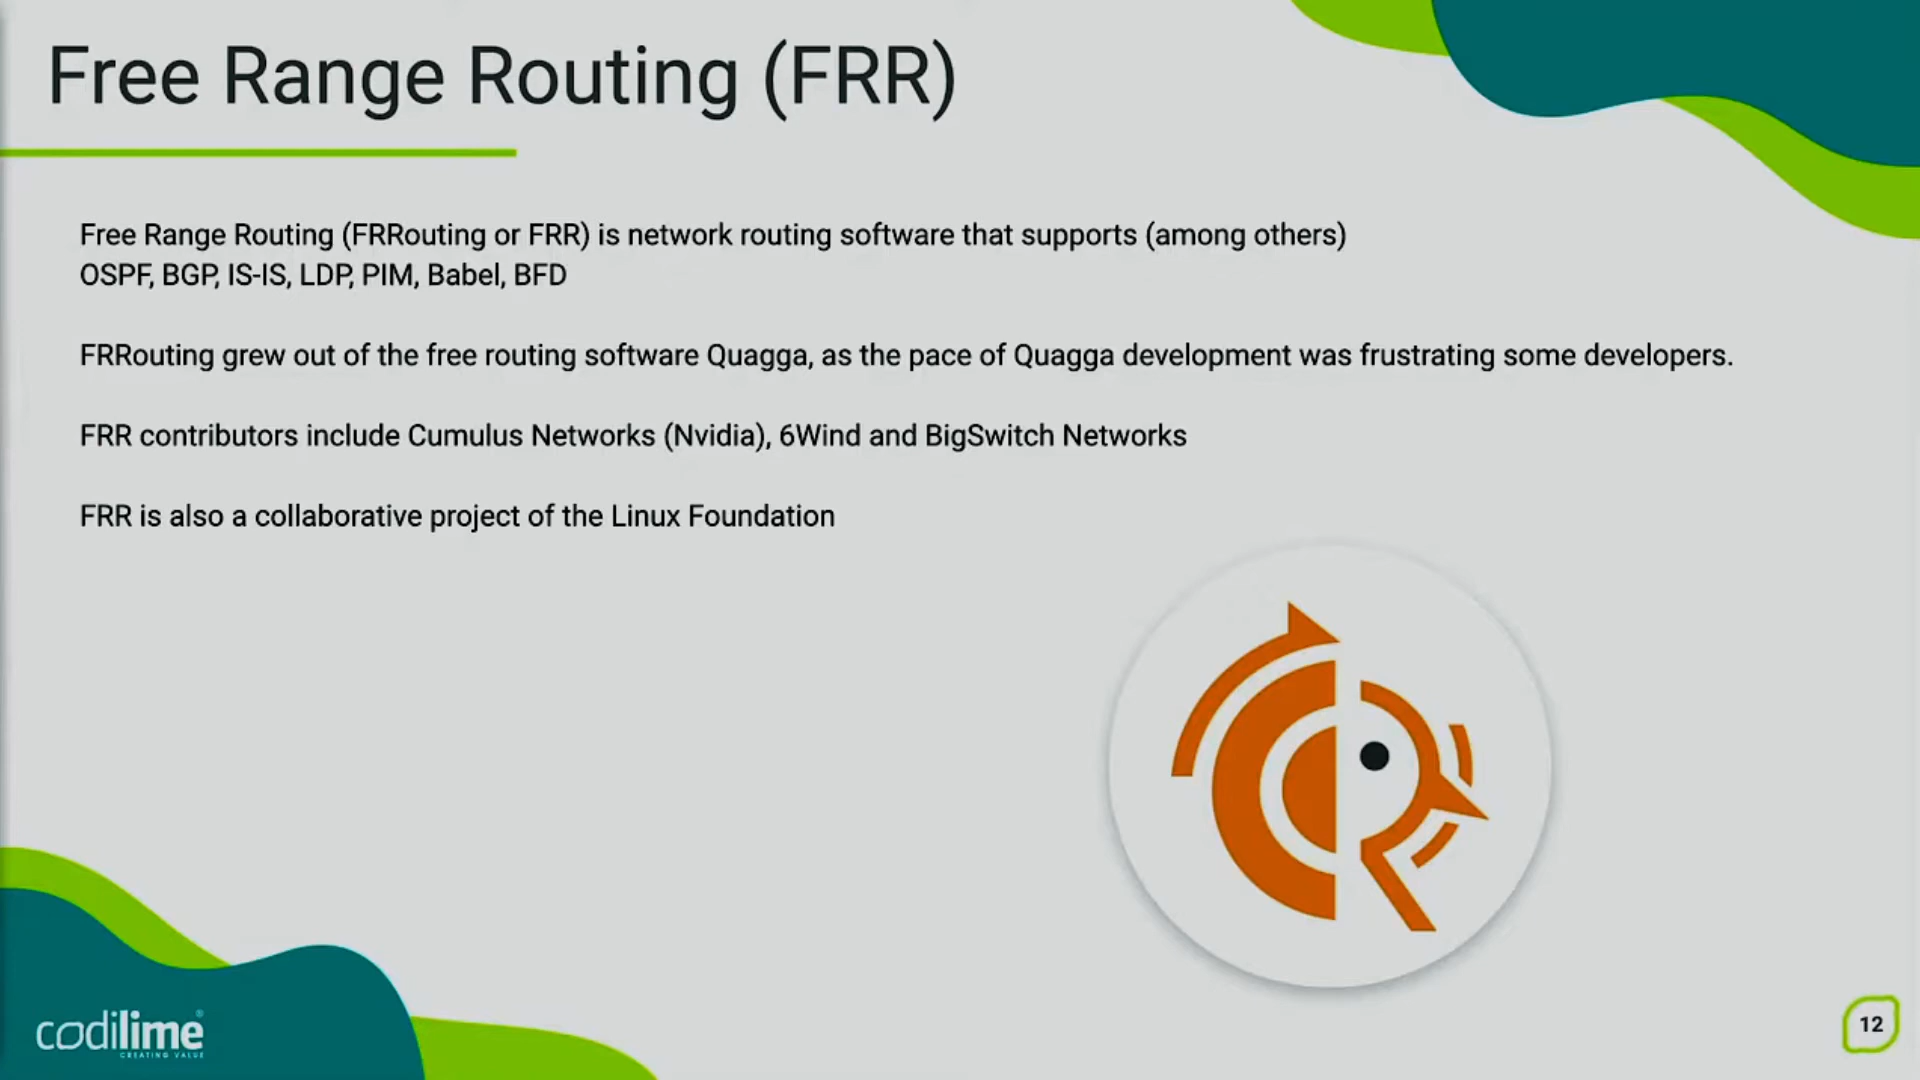 Free Range Routing (FRR)
Free Range Routing (FRRouting or FRR) is network routing software that supports (among others)
OSPF, BGP, IS-IS, LDP, PIM, Babel, BFD
FRRouting grew out of the free routing software Quagga, as the pace of Quagga development was frustrating some developers.
FRR contributors include Cumulus Networks (Nvidia), 6Wind and BigSwitch Networks
FRR is also a collaborative project of the Linux Foundation
codilime®
CREATING VALUE
12